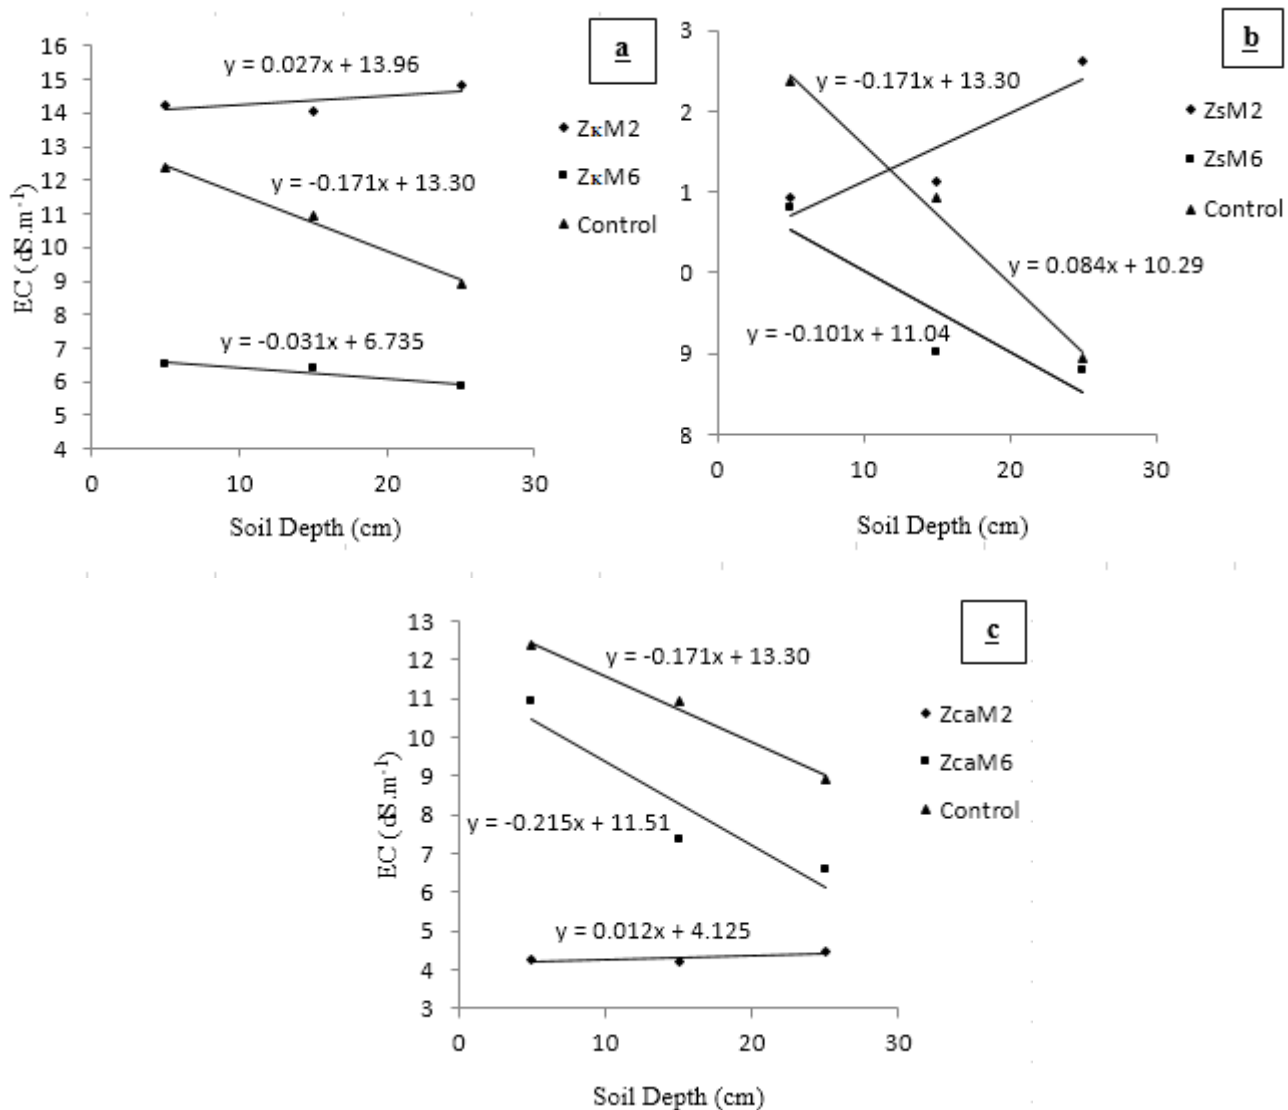 a
16
15
14
13
12
11
10
9
8
7
6
5
4
EC ( dS.m⁻¹)
y = 0.027x + 13.96
y = -0.171x + 13.30
y = -0.031x + 6.735
ZкM2
ZкM6
Control
0 10 20 30
Soil Depth (cm)
b
3
2
1
0
9
8
y = -0.171x + 13.30
y = 0.084x + 10.29
y = -0.101x + 11.04
ZsM2
ZsM6
Control
0 10 20 30
Soil Depth (cm)
c
13
12
11
10
9
8
7
6
5
4
3
EC ( dS.m⁻¹)
y = -0.171x + 13.30
y = -0.215x + 11.51
y = 0.012x + 4.125
ZcaM2
ZcaM6
Control
0 10 20 30
Soil Depth (cm)